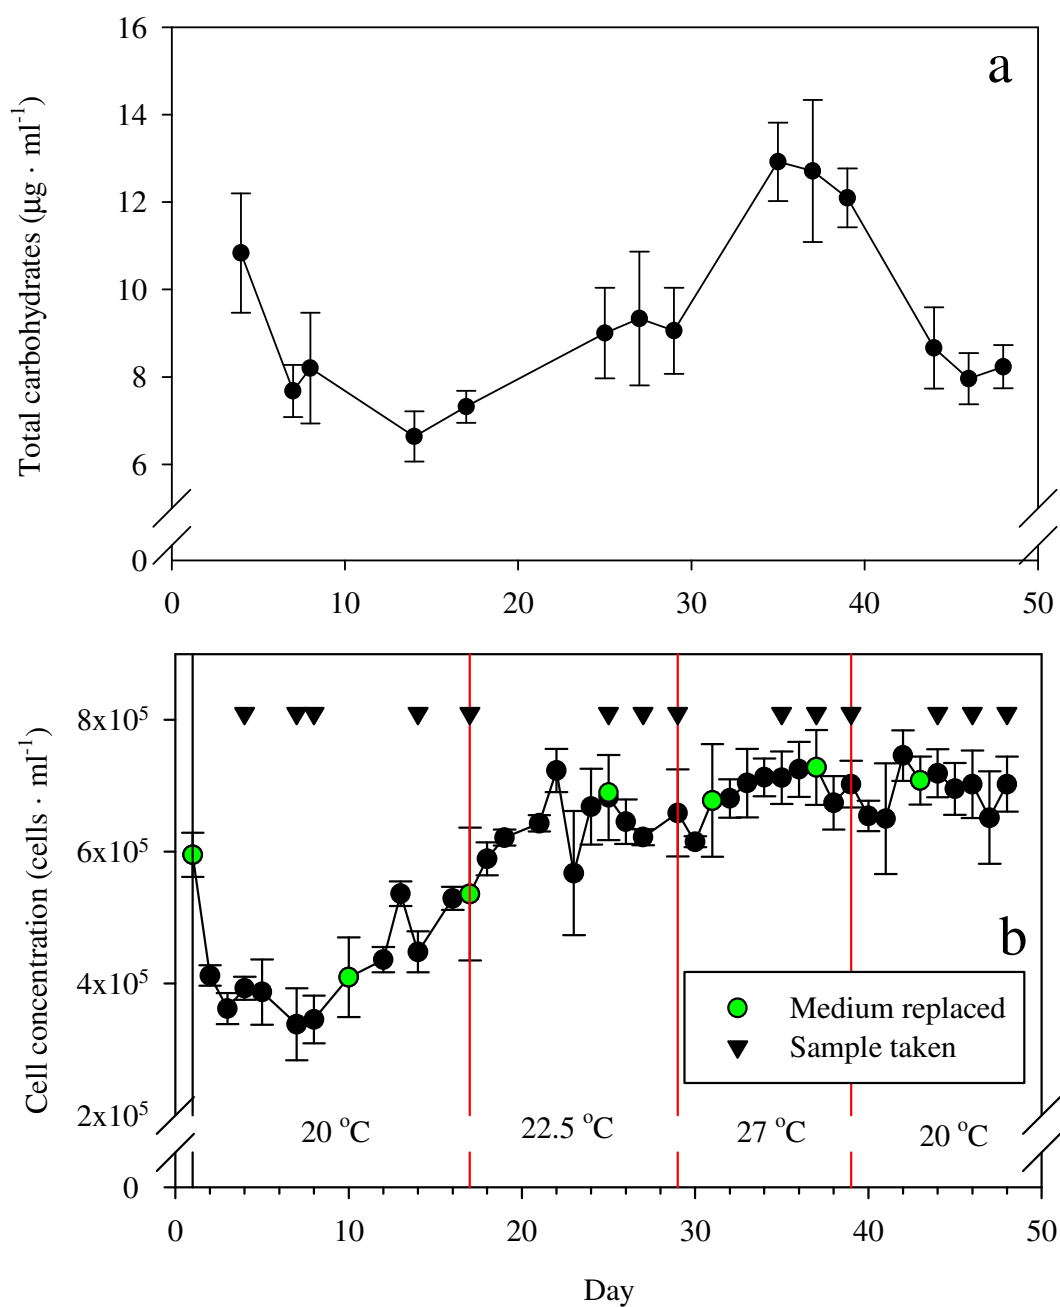 16
a
14
12
10
8
6
0
Total carbohydrates (µg · ml⁻¹)
0 10 20 30 40 50
8x10⁵
6x10⁵
4x10⁵
2x10⁵
0
Cell concentration (cells · ml⁻¹)
b
Medium replaced
Sample taken
20 ᵒC 22.5 ᵒC 27 ᵒC 20 ᵒC
0 10 20 30 40 50
Day